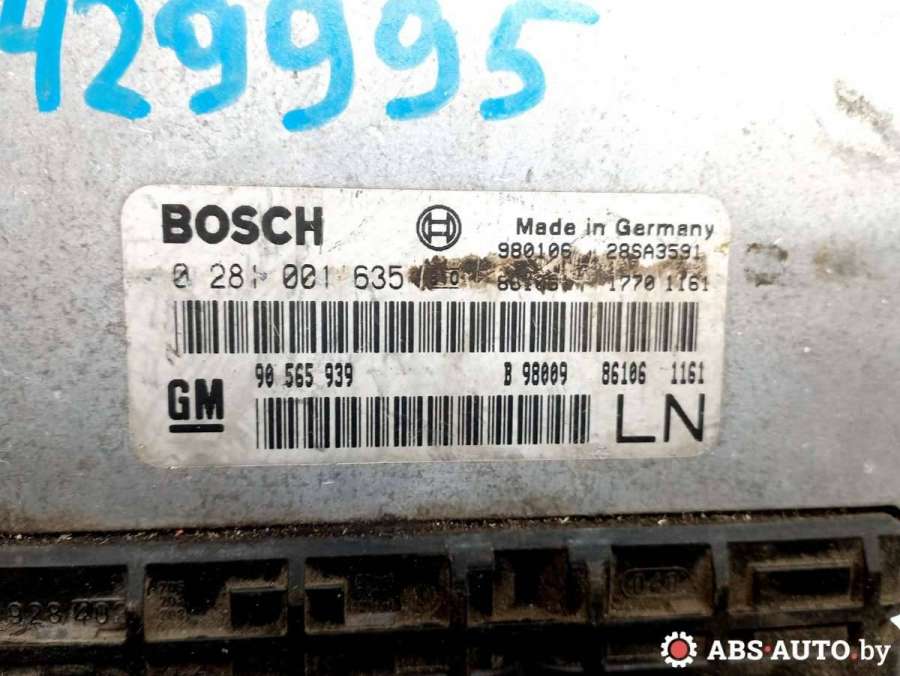 429995
BOSCH
Made in Germany
980106 28SA3591
0 281 001 635
1770 1161
90 565 939 B 98009 86106 1161
GM
LN
ABS-AUTO.by